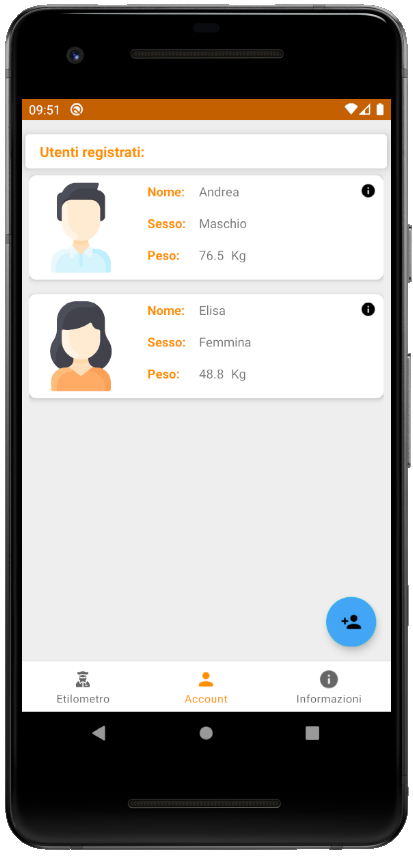 09:51
Utenti registrati:
Nome: Andrea
Sesso: Maschio
Peso: 76.5 Kg
Nome: Elisa
Sesso: Femmina
Peso: 48.8 Kg
Etilometro Account Informazioni